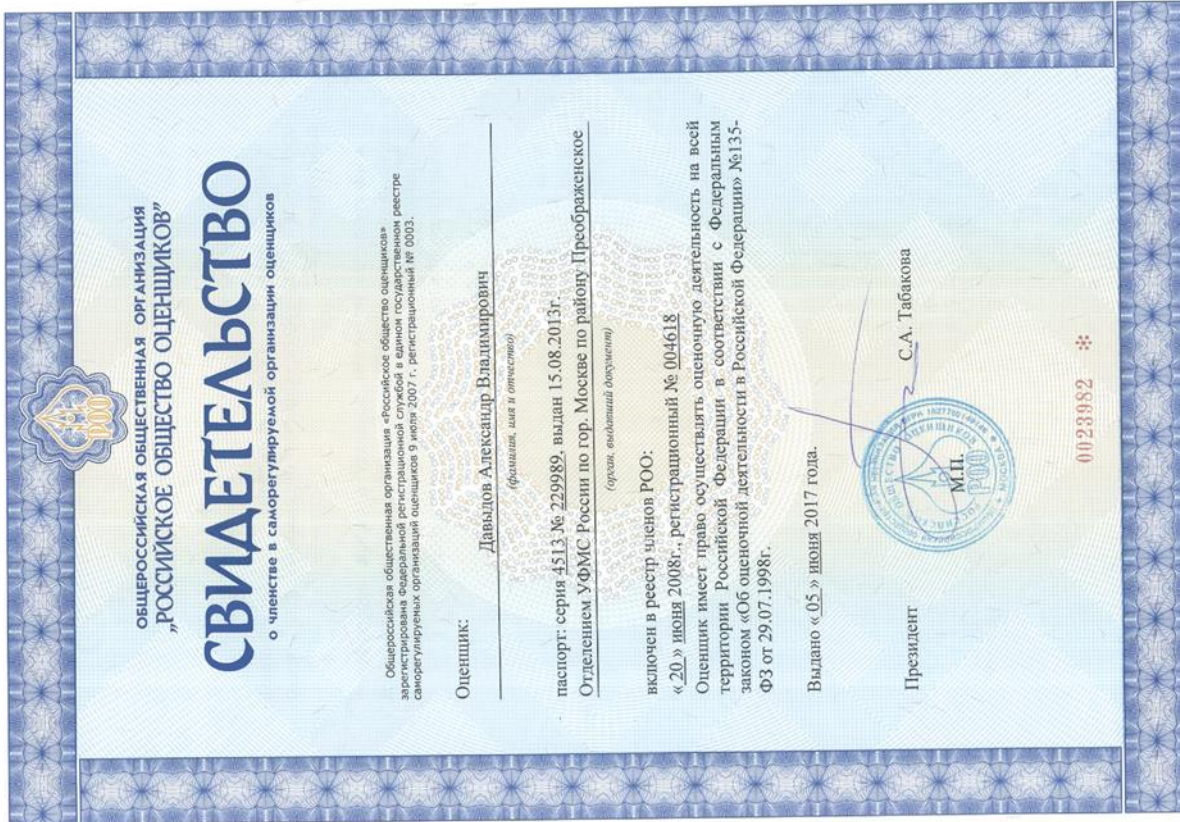 РОО
ОБЩЕРОССИЙСКАЯ ОБЩЕСТВЕННАЯ ОРГАНИЗАЦИЯ
„РОССИЙСКОЕ ОБЩЕСТВО ОЦЕНЩИКОВ”
СВИДЕТЕЛЬСТВО
о членстве в саморегулируемой организации оценщиков
Общероссийская общественная организация «Российское общество оценщиков»
зарегистрирована Федеральной регистрационной службой в едином государственном реестре
саморегулируемых организаций оценщиков 9 июля 2007 г. регистрационный № 0003.
Оценщик:
Давыдов Александр Владимирович
(фамилия, имя и отчество)
паспорт: серия 4513 № 229989, выдан 15.08.2013г.
Отделением УФМС России по гор. Москве по району Преображенское
(орган, выдавший документ)
включен в реестр членов РОО:
« 20 » июня 2008г., регистрационный № 004618
Оценщик имеет право осуществлять оценочную деятельность на всей
территории Российской Федерации в соответствии с Федеральным
законом «Об оценочной деятельности в Российской Федерации» №135-
ФЗ от 29.07.1998г.
Выдано « 05 » июня 2017 года.
Президент
М.П.
РОО
С.А. Табакова
0023982